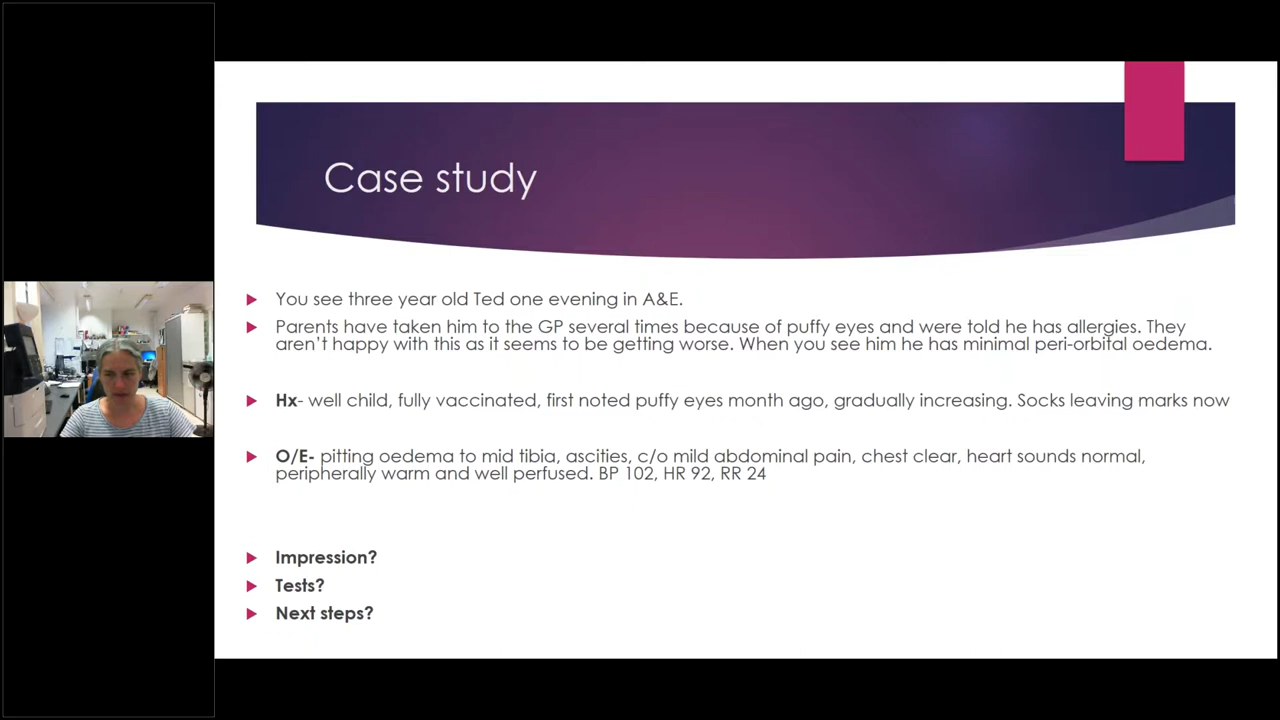 Case study
You see three year old Ted one evening in A&E.
Parents have taken him to the GP several times because of puffy eyes and were told he has allergies. They
aren't happy with this as it seems to be getting worse. When you see him he has minimal peri-orbital oedema.
Hx- well child, fully vaccinated, first noted puffy eyes month ago, gradually increasing. Socks leaving marks now
O/E- pitting oedema to mid tibia, ascities, c/o mild abdominal pain, chest clear, heart sounds normal,
peripherally warm and well perfused. BP 102, HR 92, RR 24
Impression?
Tests?
Next steps?